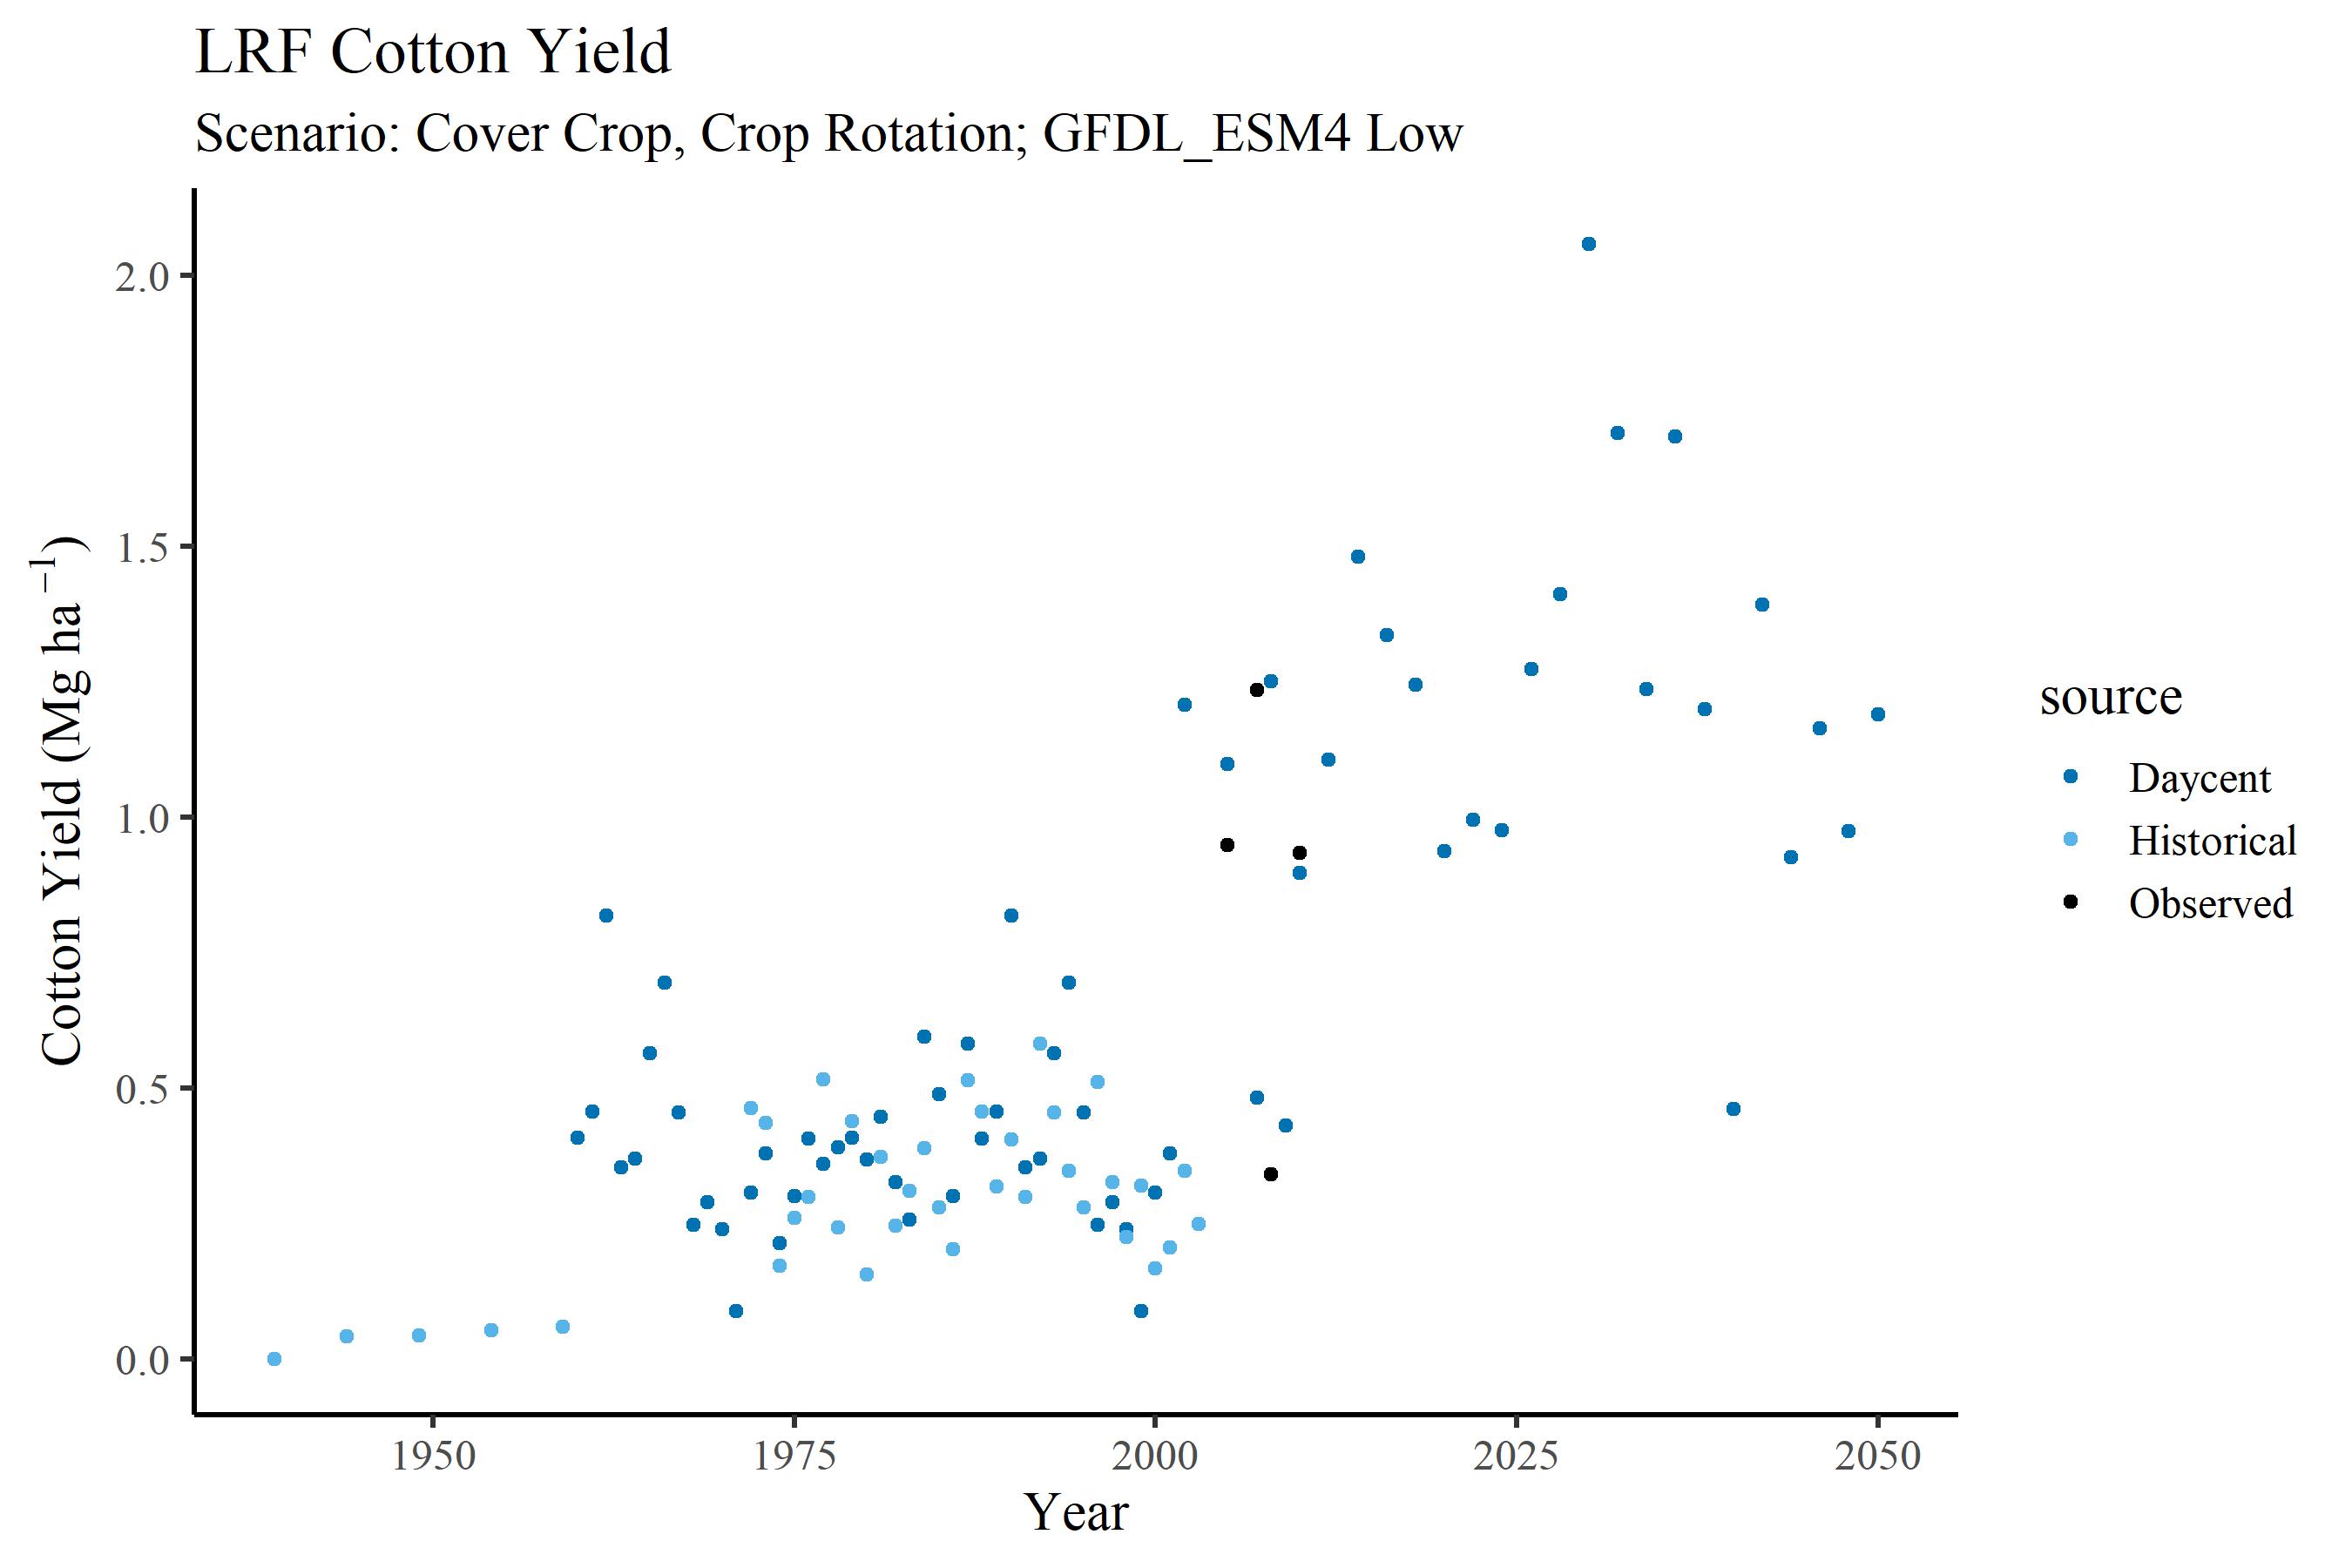 LRF Cotton Yield
Scenario: Cover Crop, Crop Rotation; GFDL_ESM4 Low
Cotton Yield (Mg ha⁻¹)
2.0
1.5
1.0
0.5
0.0
1950 1975 2000 2025 2050
Year
source
Daycent
Historical
Observed